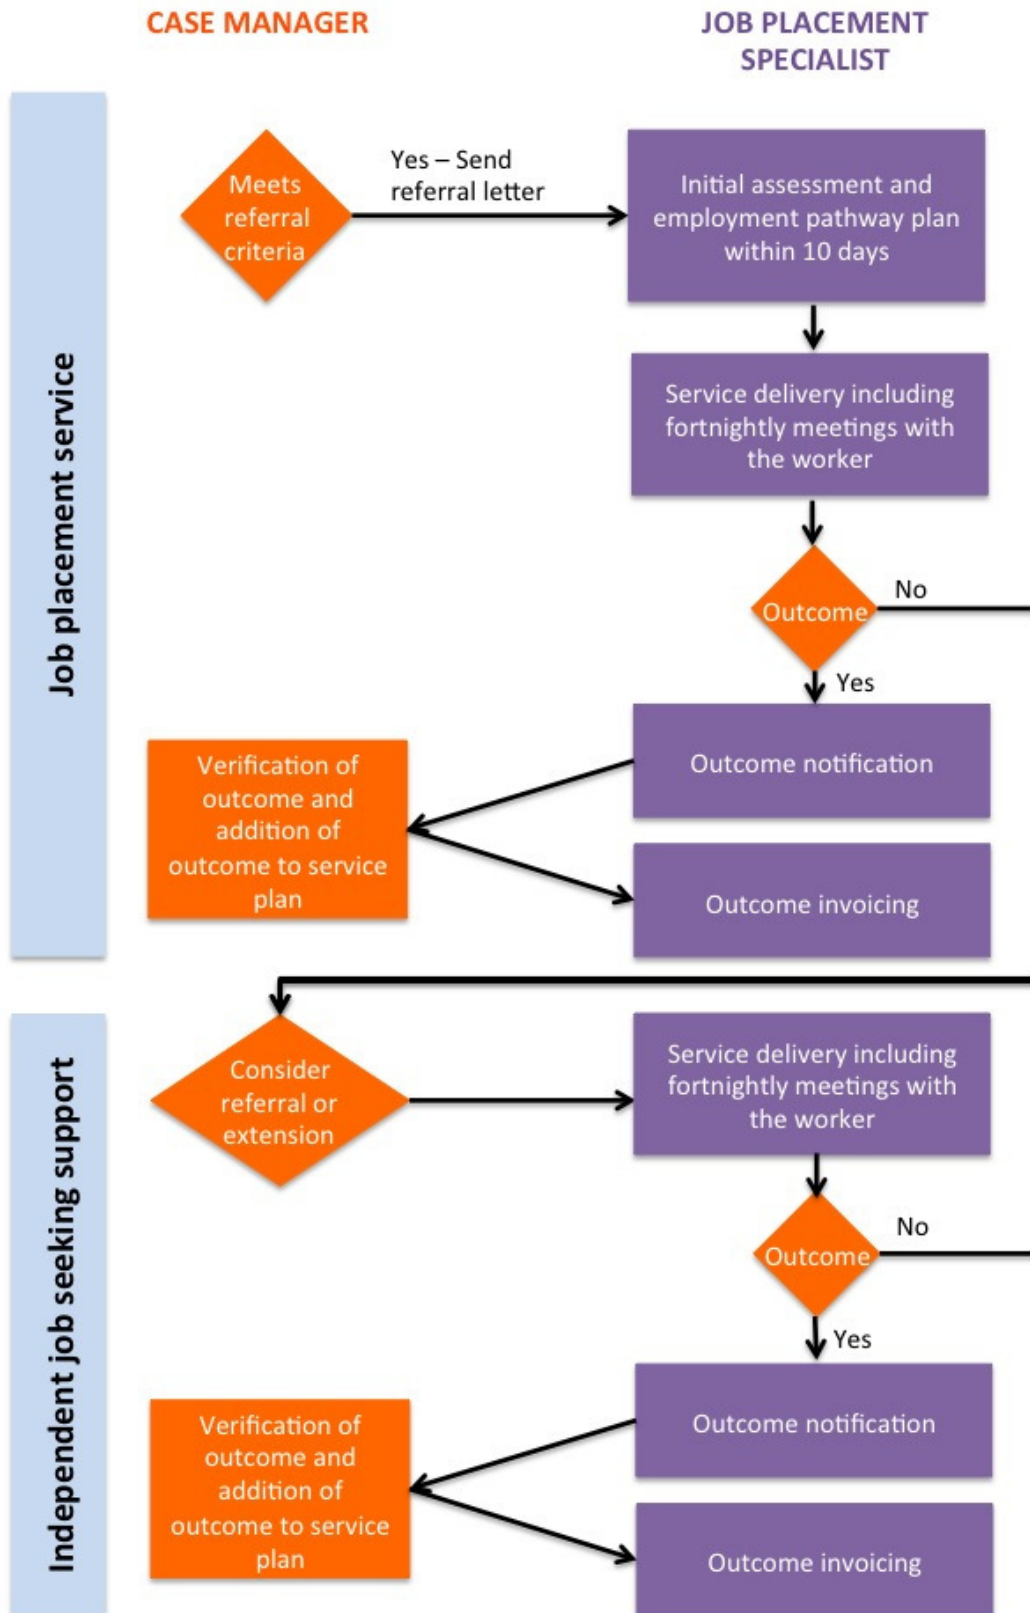 CASE MANAGER
JOB PLACEMENT
SPECIALIST
Job placement service
Meets
referral
criteria
Yes – Send
referral letter
Initial assessment and
employment pathway plan
within 10 days
Service delivery including
fortnightly meetings with
the worker
Outcome
No
Yes
Outcome notification
Verification of
outcome and
addition of
outcome to service
plan
Outcome invoicing
Independent job seeking support
Consider
referral or
extension
Service delivery including
fortnightly meetings with
the worker
Outcome
No
Yes
Outcome notification
Verification of
outcome and
addition of
outcome to service
plan
Outcome invoicing